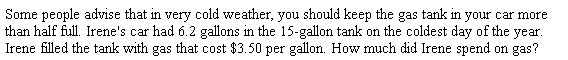 Some people advise that in very cold weather, you should keep the gas tank in your car more
than half full. Irene's car had 6.2 gallons in the 15-gallon tank on the coldest day of the year.
Irene filled the tank with gas that cost $3.50 per gallon. How much did Irene spend on gas?